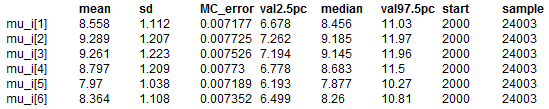 mean sd MC_error val2.5pc median val97.5pc start sample
mu_i[1] 8.558 1.112 0.007177 6.678 8.456 11.03 2000 24003
mu_i[2] 9.289 1.207 0.007725 7.262 9.185 11.97 2000 24003
mu_i[3] 9.261 1.223 0.007526 7.194 9.145 11.96 2000 24003
mu_i[4] 8.797 1.209 0.00773 6.778 8.683 11.5 2000 24003
mu_i[5] 7.97 1.038 0.007189 6.193 7.877 10.27 2000 24003
mu_i[6] 8.364 1.108 0.007352 6.499 8.26 10.81 2000 24003